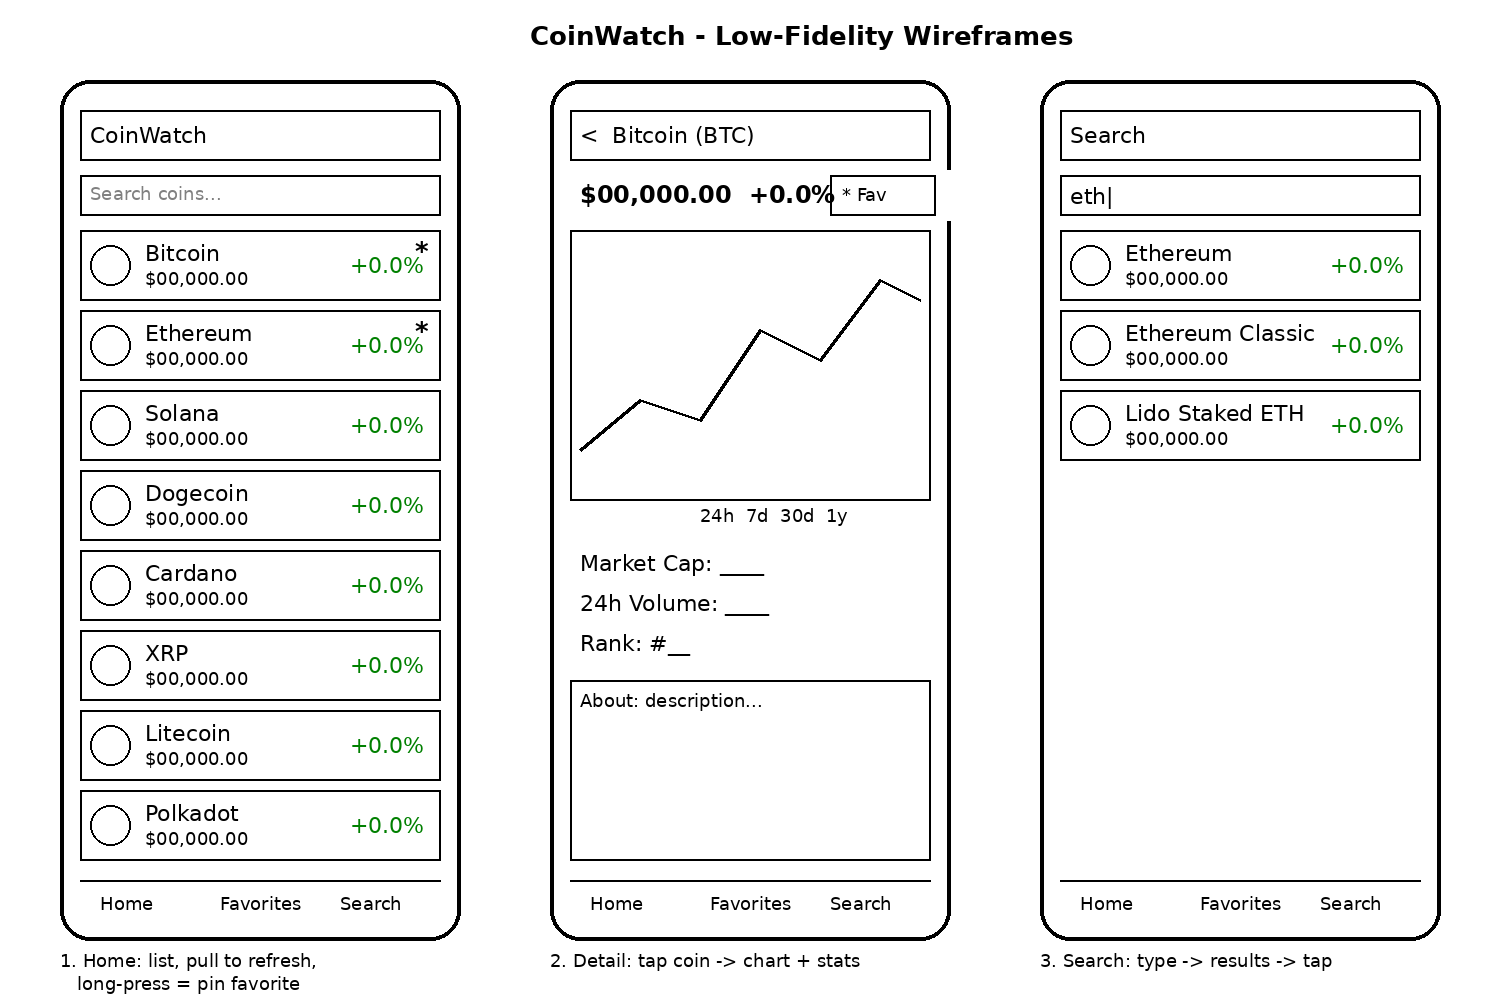 CoinWatch - Low-Fidelity Wireframes
CoinWatch
Search coins...
Bitcoin
$00,000.00
+0.0%
*
Ethereum
$00,000.00
+0.0%
*
Solana
$00,000.00
+0.0%
Dogecoin
$00,000.00
+0.0%
Cardano
$00,000.00
+0.0%
XRP
$00,000.00
+0.0%
Litecoin
$00,000.00
+0.0%
Polkadot
$00,000.00
+0.0%
Home Favorites Search
1. Home: list, pull to refresh,
long-press = pin favorite
< Bitcoin (BTC)
$00,000.00 +0.0%
* Fav
24h 7d 30d 1y
Market Cap: ____
24h Volume: ____
Rank: #__
About: description...
Home Favorites Search
2. Detail: tap coin -> chart + stats
Search
eth|
Ethereum
$00,000.00
+0.0%
Ethereum Classic
$00,000.00
+0.0%
Lido Staked ETH
$00,000.00
+0.0%
Home Favorites Search
3. Search: type -> results -> tap